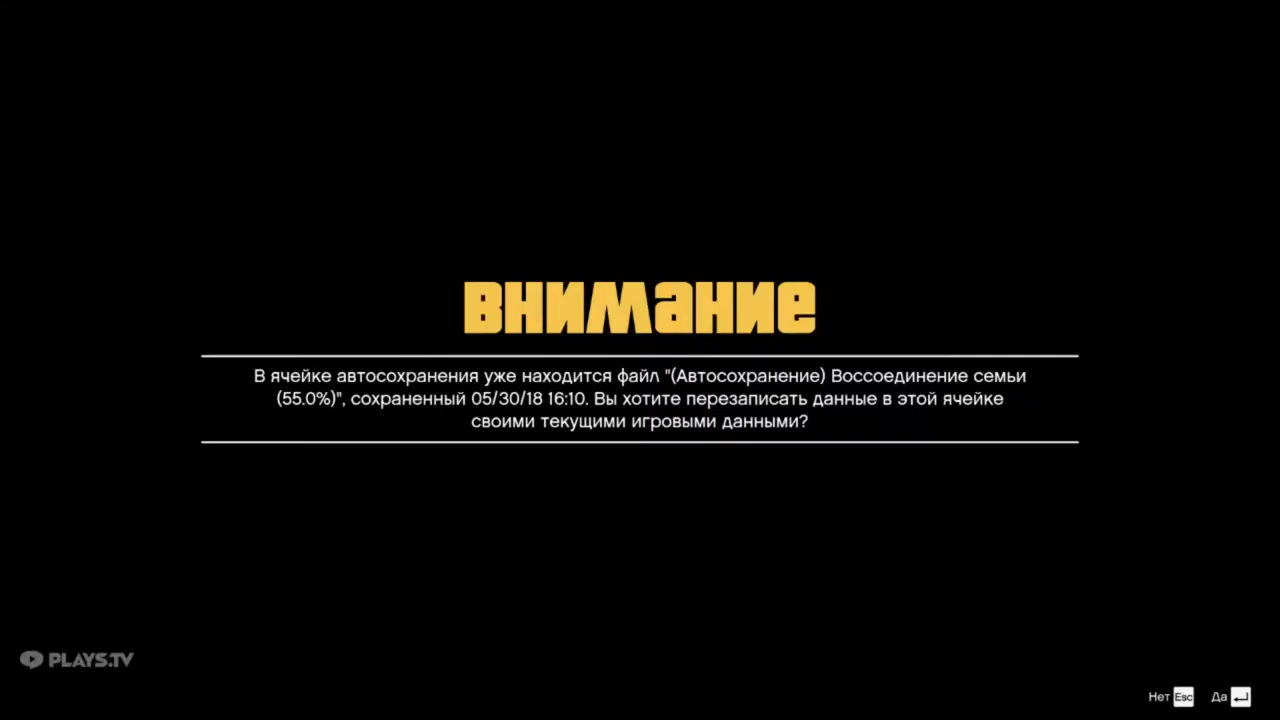 внимание
В ячейке автосохранения уже находится файл "(Автосохранение) Воссоединение семьи
(55.0%)", сохраненный 05/30/18 16:10. Вы хотите перезаписать данные в этой ячейке
своими текущими игровыми данными?
PLAYS.TV
Нет Esc Да